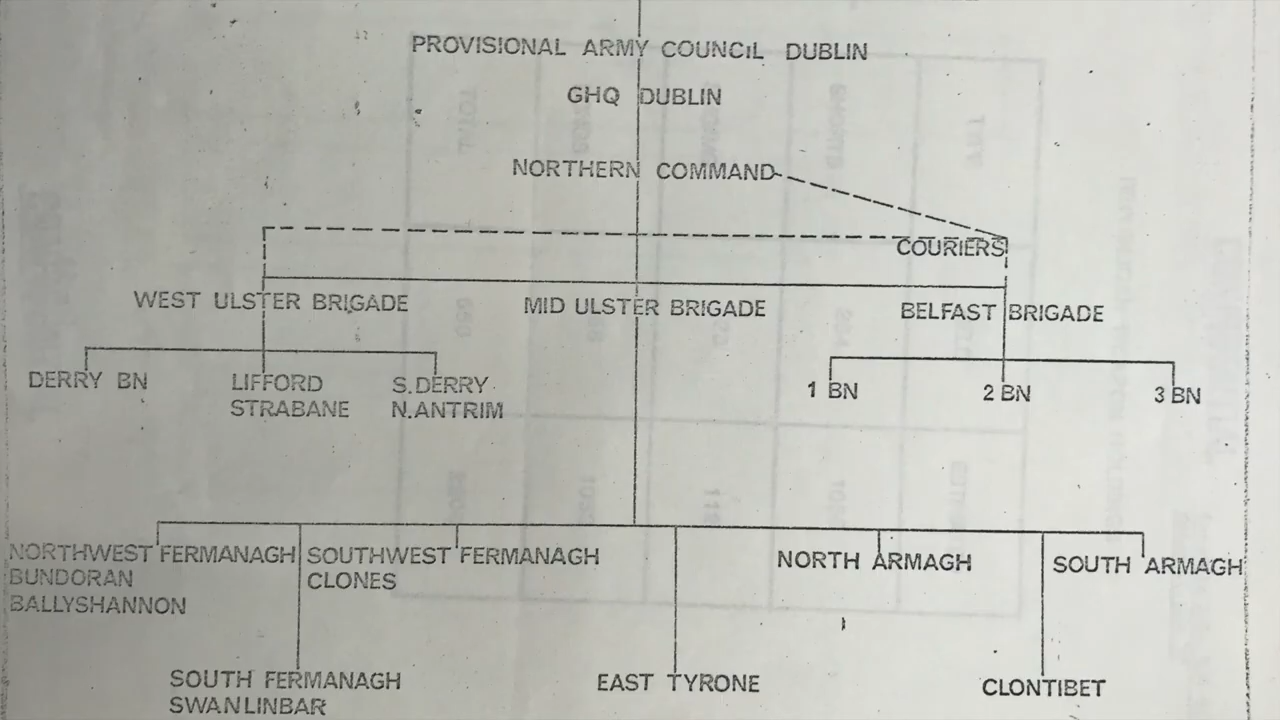 PROVISIONAL ARMY COUNCIL DUBLIN
GHQ DUBLIN
NORTHERN COMMAND
COURIERS
WEST ULSTER BRIGADE
MID ULSTER BRIGADE
BELFAST BRIGADE
DERRY BN
LIFFORD
STRABANE
S.DERRY
N.ANTRIM
1 BN
2 BN
3 BN
NORTHWEST FERMANAGH
BUNDORAN
BALLYSHANNON
SOUTHWEST FERMANAGH
CLONES
NORTH ARMAGH
SOUTH ARMAGH
SOUTH FERMANAGH
SWANLINBAR
EAST TYRONE
CLONTIBET